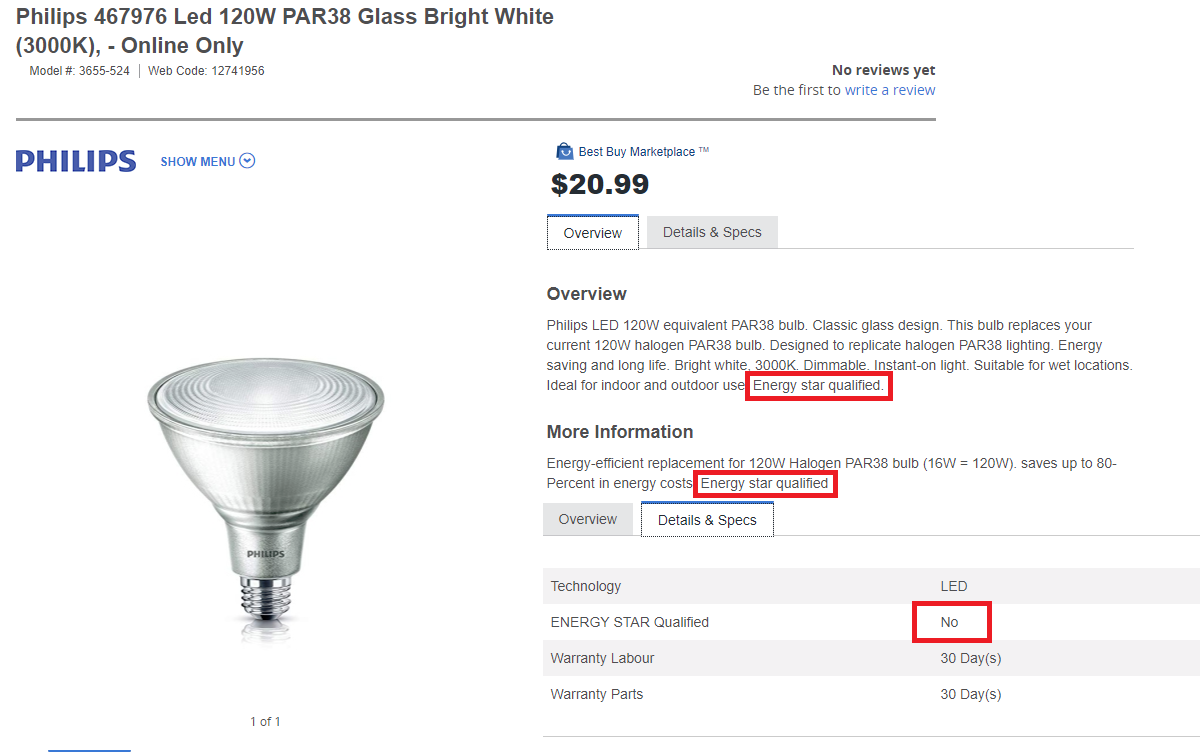 Philips 467976 Led 120W PAR38 Glass Bright White
(3000K), - Online Only
Model #: 3655-524 | Web Code: 12741956
No reviews yet
Be the first to write a review
PHILIPS SHOW MENU
Best Buy Marketplace ™
$20.99
Overview Details & Specs
Overview
Philips LED 120W equivalent PAR38 bulb. Classic glass design. This bulb replaces your
current 120W halogen PAR38 bulb. Designed to replicate halogen PAR38 lighting. Energy
saving and long life. Bright white, 3000K. Dimmable. Instant-on light. Suitable for wet locations.
Ideal for indoor and outdoor use Energy star qualified.
More Information
Energy-efficient replacement for 120W Halogen PAR38 bulb (16W = 120W). saves up to 80-
Percent in energy costs Energy star qualified
Overview Details & Specs
Technology LED
ENERGY STAR Qualified No
Warranty Labour 30 Day(s)
Warranty Parts 30 Day(s)
PHILIPS
1 of 1